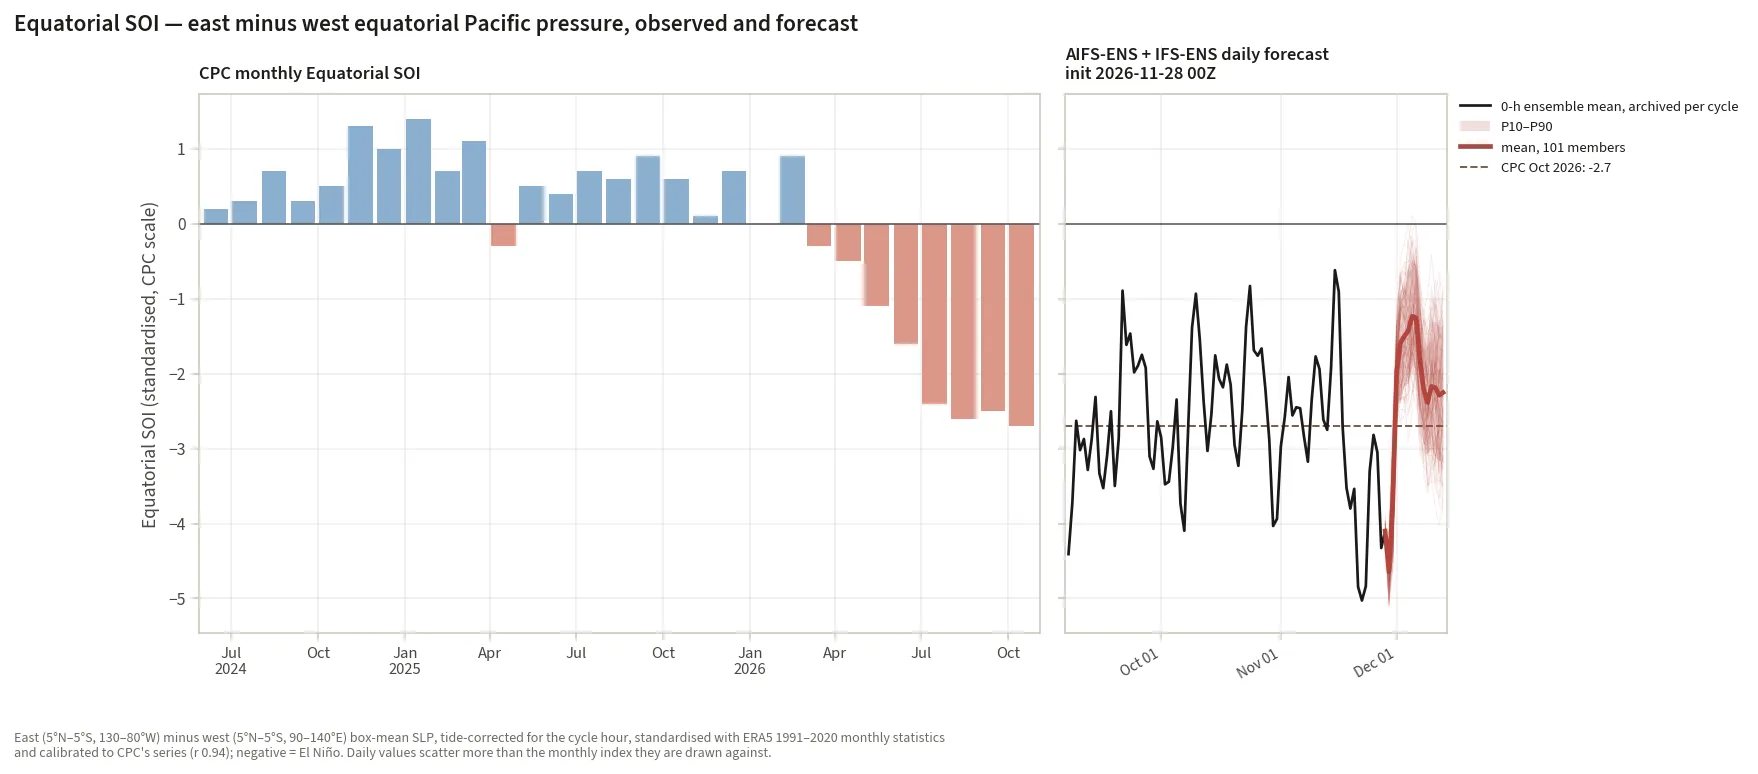 Equatorial SOI — east minus west equatorial Pacific pressure, observed and forecast
CPC monthly Equatorial SOI
AIFS-ENS + IFS-ENS daily forecast
init 2026-11-28 00Z
0-h ensemble mean, archived per cycle
P10–P90
mean, 101 members
CPC Oct 2026: -2.7
Equatorial SOI (standardised, CPC scale)
1
0
−1
−2
−3
−4
−5
Jul
2024
Oct
Jan
2025
Apr
Jul
Oct
Jan
2026
Apr
Jul
Oct
Oct 01
Nov 01
Dec 01
East (5°N–5°S, 130–80°W) minus west (5°N–5°S, 90–140°E) box-mean SLP, tide-corrected for the cycle hour, standardised with ERA5 1991–2020 monthly statistics
and calibrated to CPC's series (r 0.94); negative = El Niño. Daily values scatter more than the monthly index they are drawn against.